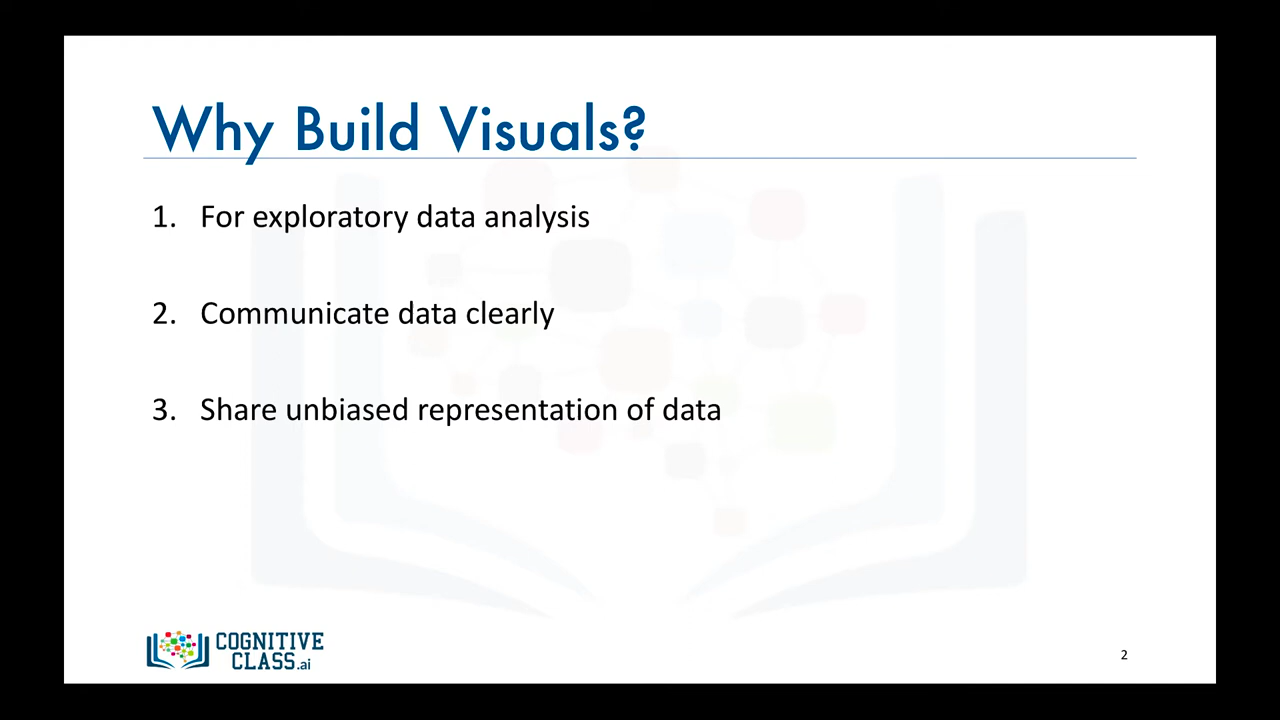 Why Build Visuals?
1. For exploratory data analysis
2. Communicate data clearly
3. Share unbiased representation of data
COGNITIVE
CLASS.ai
2